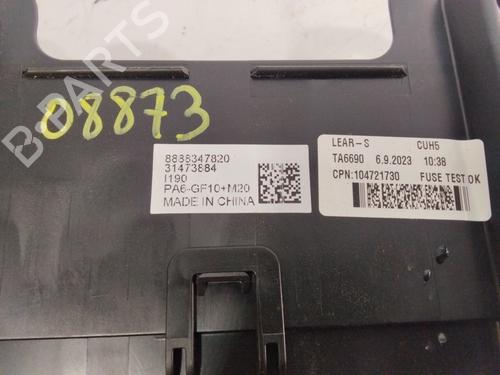 B-PARTS
08873
8888347820
31473884
I190
PA6-GF10+M20
MADE IN CHINA
LEAR-S CUH5
TA6690 6.9.2023 10:38
CPN:104721730 FUSE TEST OK